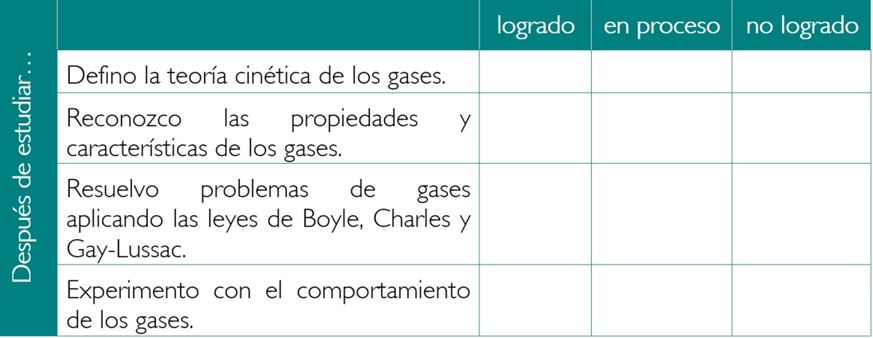 logrado en proceso no logrado
Después de estudiar…
Defino la teoría cinética de los gases.
Reconozco las propiedades y
características de los gases.
Resuelvo problemas de gases
aplicando las leyes de Boyle, Charles y
Gay-Lussac.
Experimento con el comportamiento
de los gases.